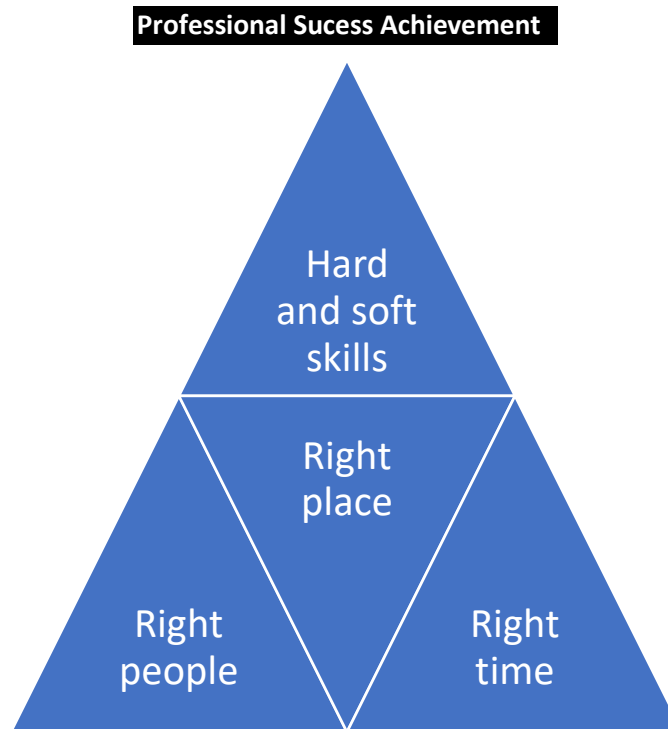 Professional Sucess Achievement
Hard
and soft
skills
Right
place
Right
people
Right
time